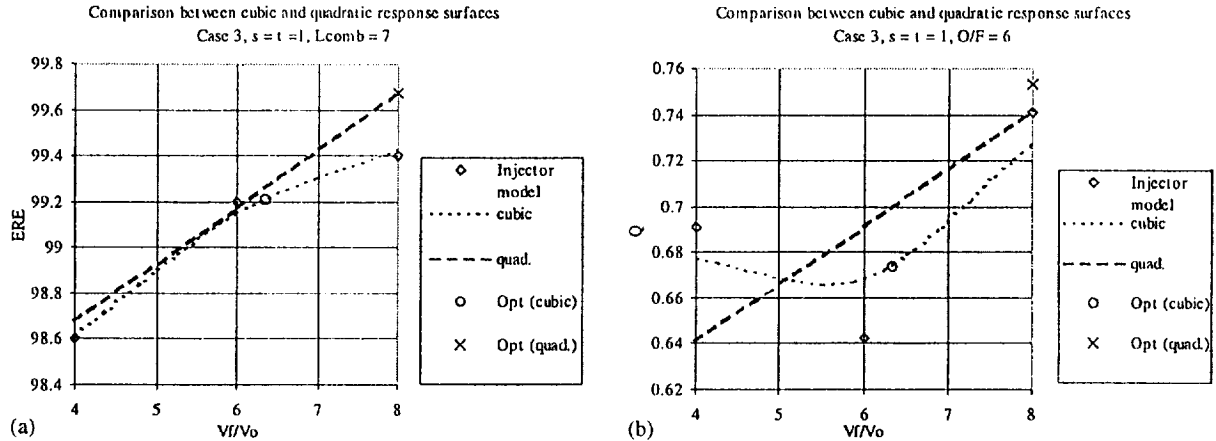 Comparison between cubic and quadratic response surfaces
Case 3, s = t =1, Lcomb = 7
99.8
99.6
99.4
99.2
99
98.8
98.6
98.4
ERE
4
5
6
7
8
Vf/Vo
(a)
Injector model
cubic
quad.
Opt (cubic)
Opt (quad.)
Comparison between cubic and quadratic response surfaces
Case 3, s = t = 1, O/F = 6
0.76
0.74
0.72
0.7
0.68
0.66
0.64
0.62
Q
4
5
6
7
8
Vf/Vo
(b)
Injector model
cubic
quad.
Opt (cubic)
Opt (quad.)